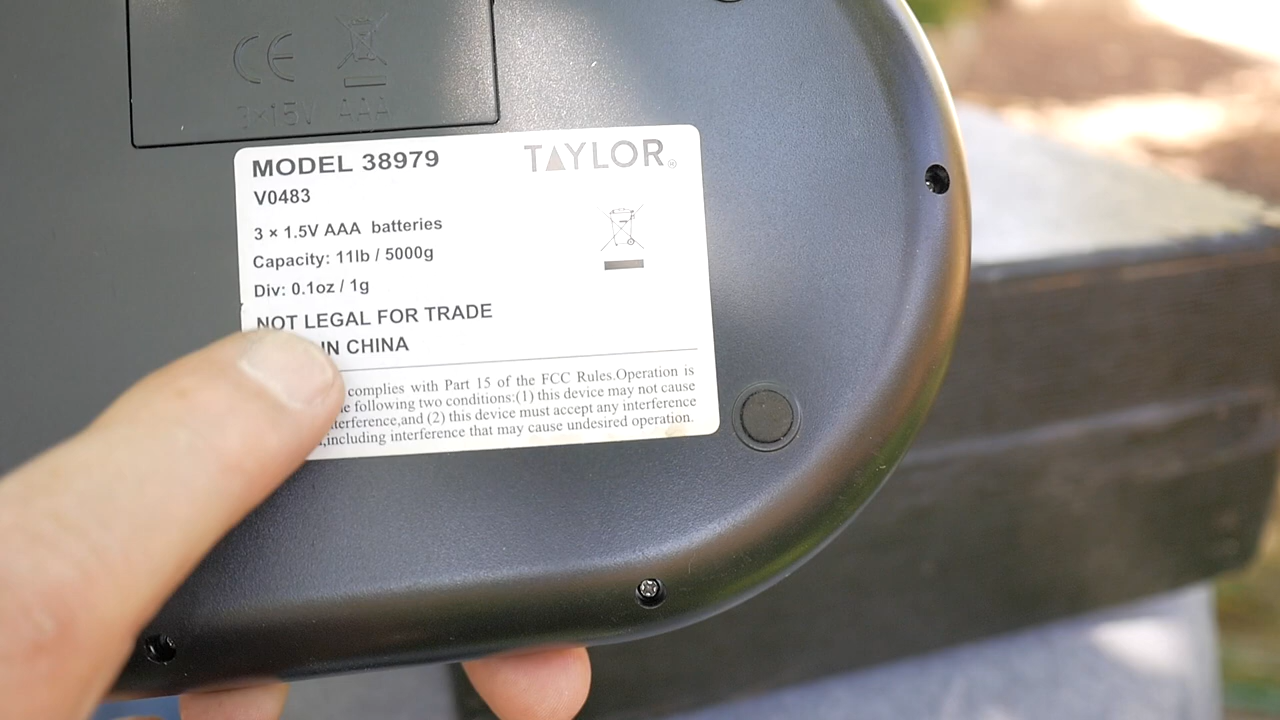 CE
3×1.5V AAA
MODEL 38979
TAYLOR®
V0483
3 × 1.5V AAA batteries
Capacity: 11lb / 5000g
Div: 0.1oz / 1g
NOT LEGAL FOR TRADE
IN CHINA
complies with Part 15 of the FCC Rules.Operation is
following two conditions:(1) this device may not cause
,and (2) this device must accept any interference
,including interference that may cause undesired operation.